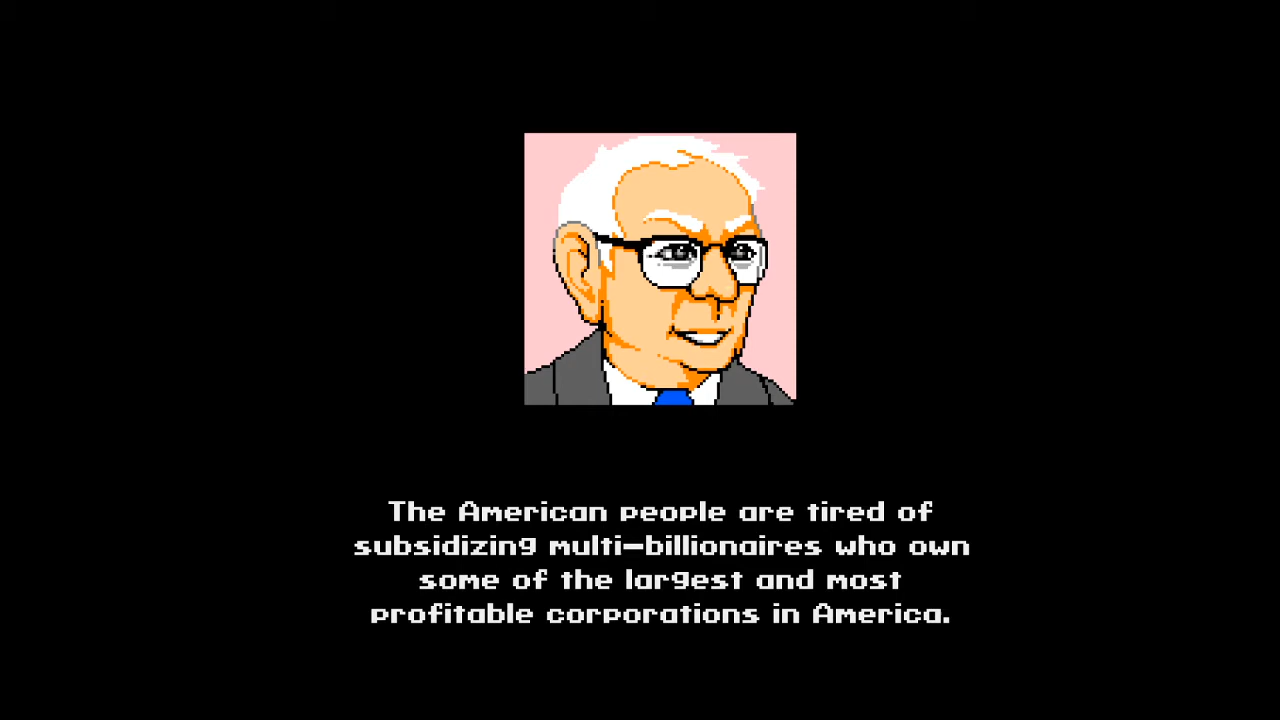 The American people are tired of
subsidizing multi-billionaires who own
some of the largest and most
profitable corporations in America.